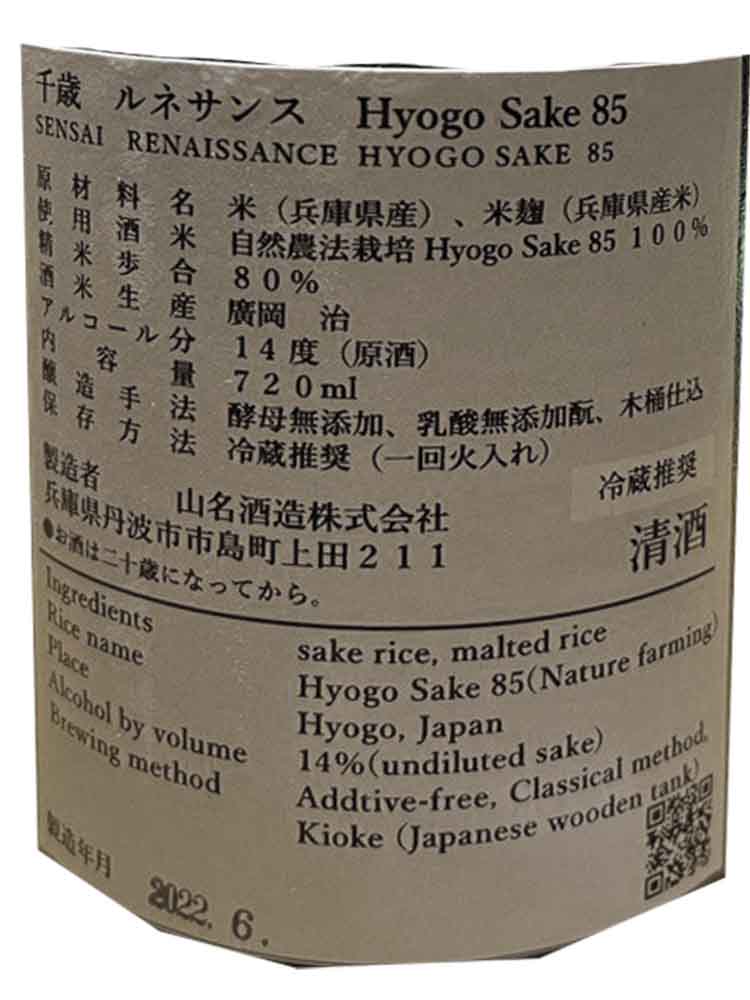 千歳 ルネサンス Hyogo Sake 85
SENSAI RENAISSANCE HYOGO SAKE 85
原材料名 米（兵庫県産）、米麹（兵庫県産米）
使用酒米 自然農法栽培 Hyogo Sake 85 100%
精米歩合 80%
酒米生産 廣岡 治
アルコール分 14度（原酒）
内容量 720ml
醸造手法 酵母無添加、乳酸無添加酛、木桶仕込
保存方法 冷蔵推奨（一回火入れ）
冷蔵推奨
製造者 山名酒造株式会社
兵庫県丹波市市島町上田211
清酒
●お酒は二十歳になってから。
Ingredients sake rice, malted rice
Rice name Hyogo Sake 85(Nature farming)
Place Hyogo, Japan
Alcohol by volume 14%(undiluted sake)
Brewing method Addtive-free, Classical method,
Kioke (Japanese wooden tank)
製造年月 2022. 6.